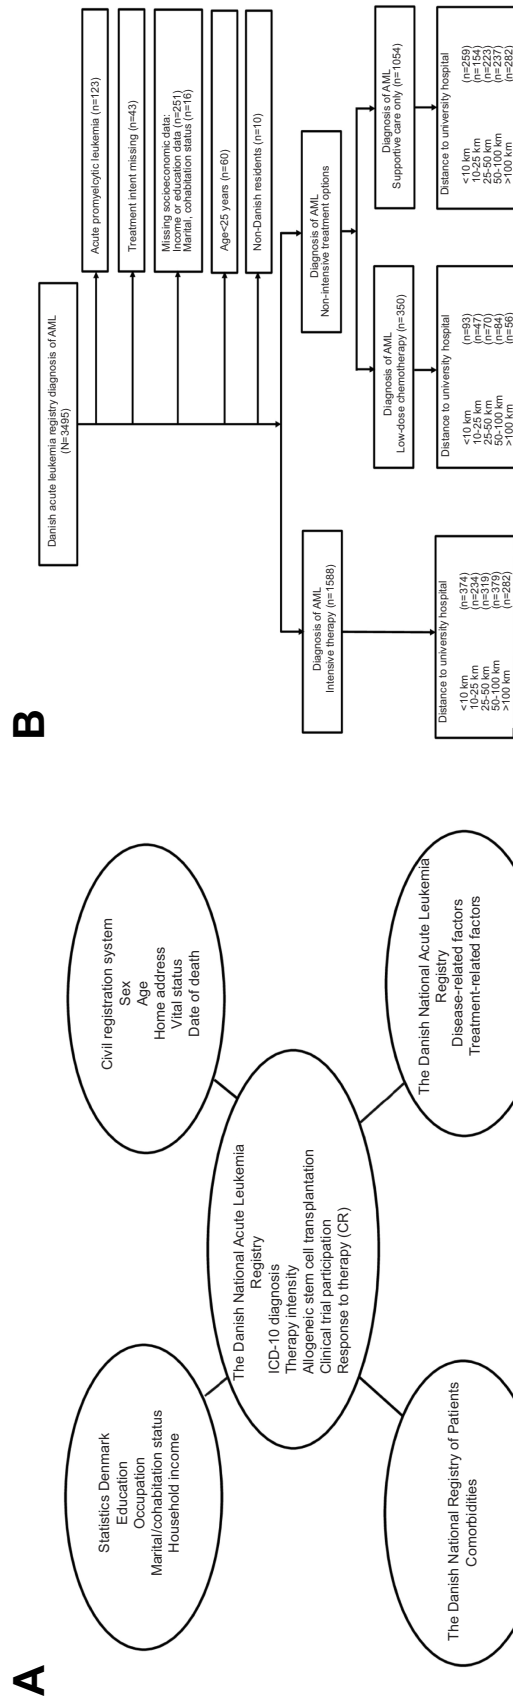 A
Statistics Denmark
Education
Occupation
Marital/cohabitation status
Household income
Civil registration system
Sex
Age
Home address
Vital status
Date of death
The Danish National Acute Leukemia
Registry
ICD-10 diagnosis
Therapy intensity
Allogeneic stem cell transplantation
Clinical trial participation
Response to therapy (CR)
The Danish National Registry of Patients
Comorbidities
The Danish National Acute Leukemia
Registry
Disease-related factors
Treatment-related factors
B
Danish acute leukemia registry diagnosis of AML
(N=3495)
Acute promyelcytic leukemia (n=123)
Treatment intent missing (n=43)
Missing socioeconomic data:
Income or education data (n=251)
Marital, cohabitation status (n=16)
Age<25 years (n=60)
Non-Danish residents (n=10)
Diagnosis of AML
Intensive therapy (n=1588)
Diagnosis of AML
Non-intensive treatment options
Diagnosis of AML
Low-dose chemotherapy (n=350)
Diagnosis of AML
Supportive care only (n=1054)
Distance to university hospital
<10 km (n=374)
10-25 km (n=234)
25-50 km (n=319)
50-100 km (n=379)
>100 km (n=282)
Distance to university hospital
<10 km (n=93)
10-25 km (n=47)
25-50 km (n=70)
50-100 km (n=84)
>100 km (n=56)
Distance to university hospital
<10 km (n=259)
10-25 km (n=154)
25-50 km (n=223)
50-100 km (n=237)
>100 km (n=282)